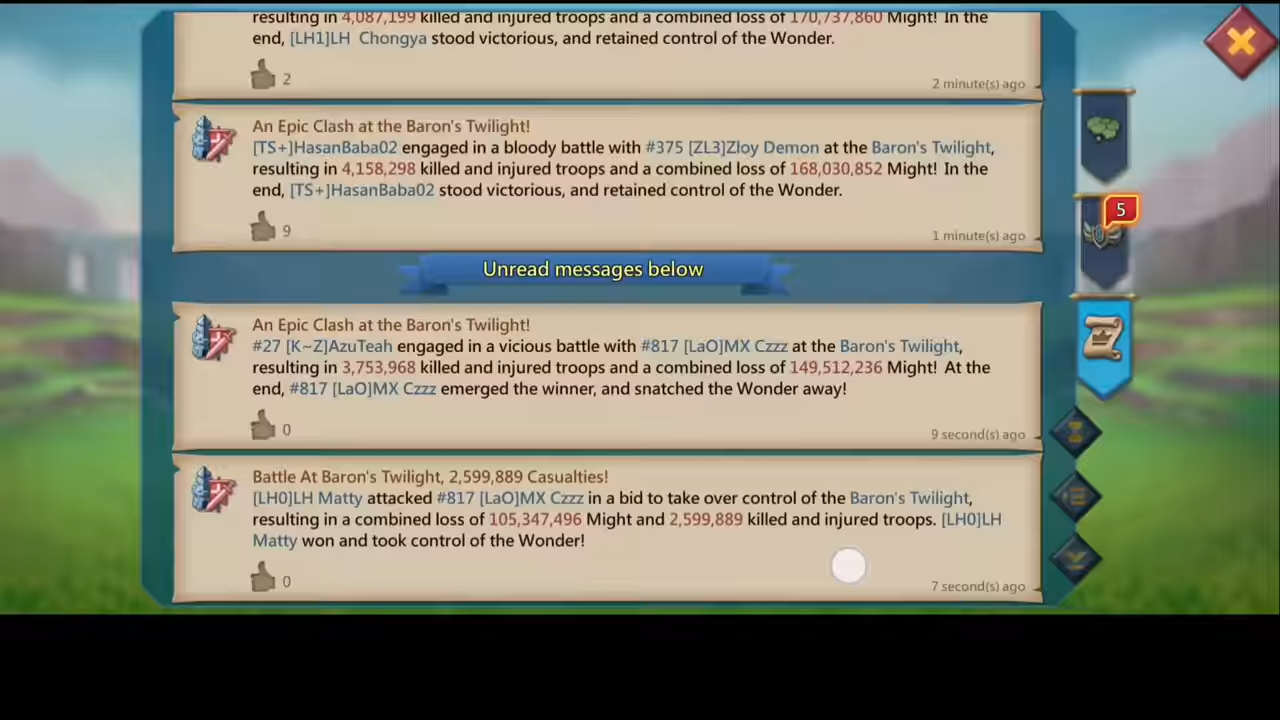 resulting in 4,087,199 killed and injured troops and a combined loss of 170,737,860 Might! In the
end, [LH1]LH Chongya stood victorious, and retained control of the Wonder.
2
2 minute(s) ago
An Epic Clash at the Baron's Twilight!
[TS+]HasanBaba02 engaged in a bloody battle with #375 [ZL3]Zloy Demon at the Baron's Twilight,
resulting in 4,158,298 killed and injured troops and a combined loss of 168,030,852 Might! In the
end, [TS+]HasanBaba02 stood victorious, and retained control of the Wonder.
9
1 minute(s) ago
5
Unread messages below
An Epic Clash at the Baron's Twilight!
#27 [K~Z]AzuTeah engaged in a vicious battle with #817 [LaO]MX Czzz at the Baron's Twilight,
resulting in 3,753,968 killed and injured troops and a combined loss of 149,512,236 Might! At the
end, #817 [LaO]MX Czzz emerged the winner, and snatched the Wonder away!
0
9 second(s) ago
Battle At Baron's Twilight, 2,599,889 Casualties!
[LH0]LH Matty attacked #817 [LaO]MX Czzz in a bid to take over control of the Baron's Twilight,
resulting in a combined loss of 105,347,496 Might and 2,599,889 killed and injured troops. [LH0]LH
Matty won and took control of the Wonder!
0
7 second(s) ago